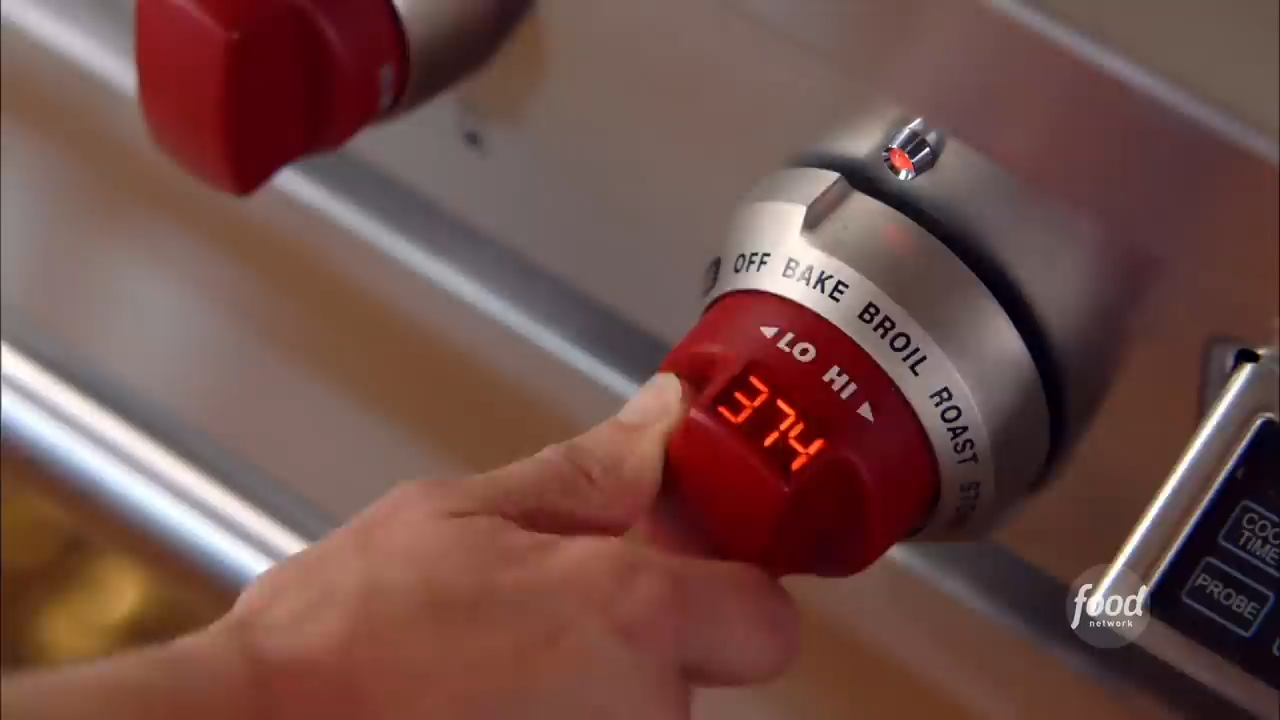 OFF BAKE BROIL ROAST
◄LO HI►
374
PROBE
food
network